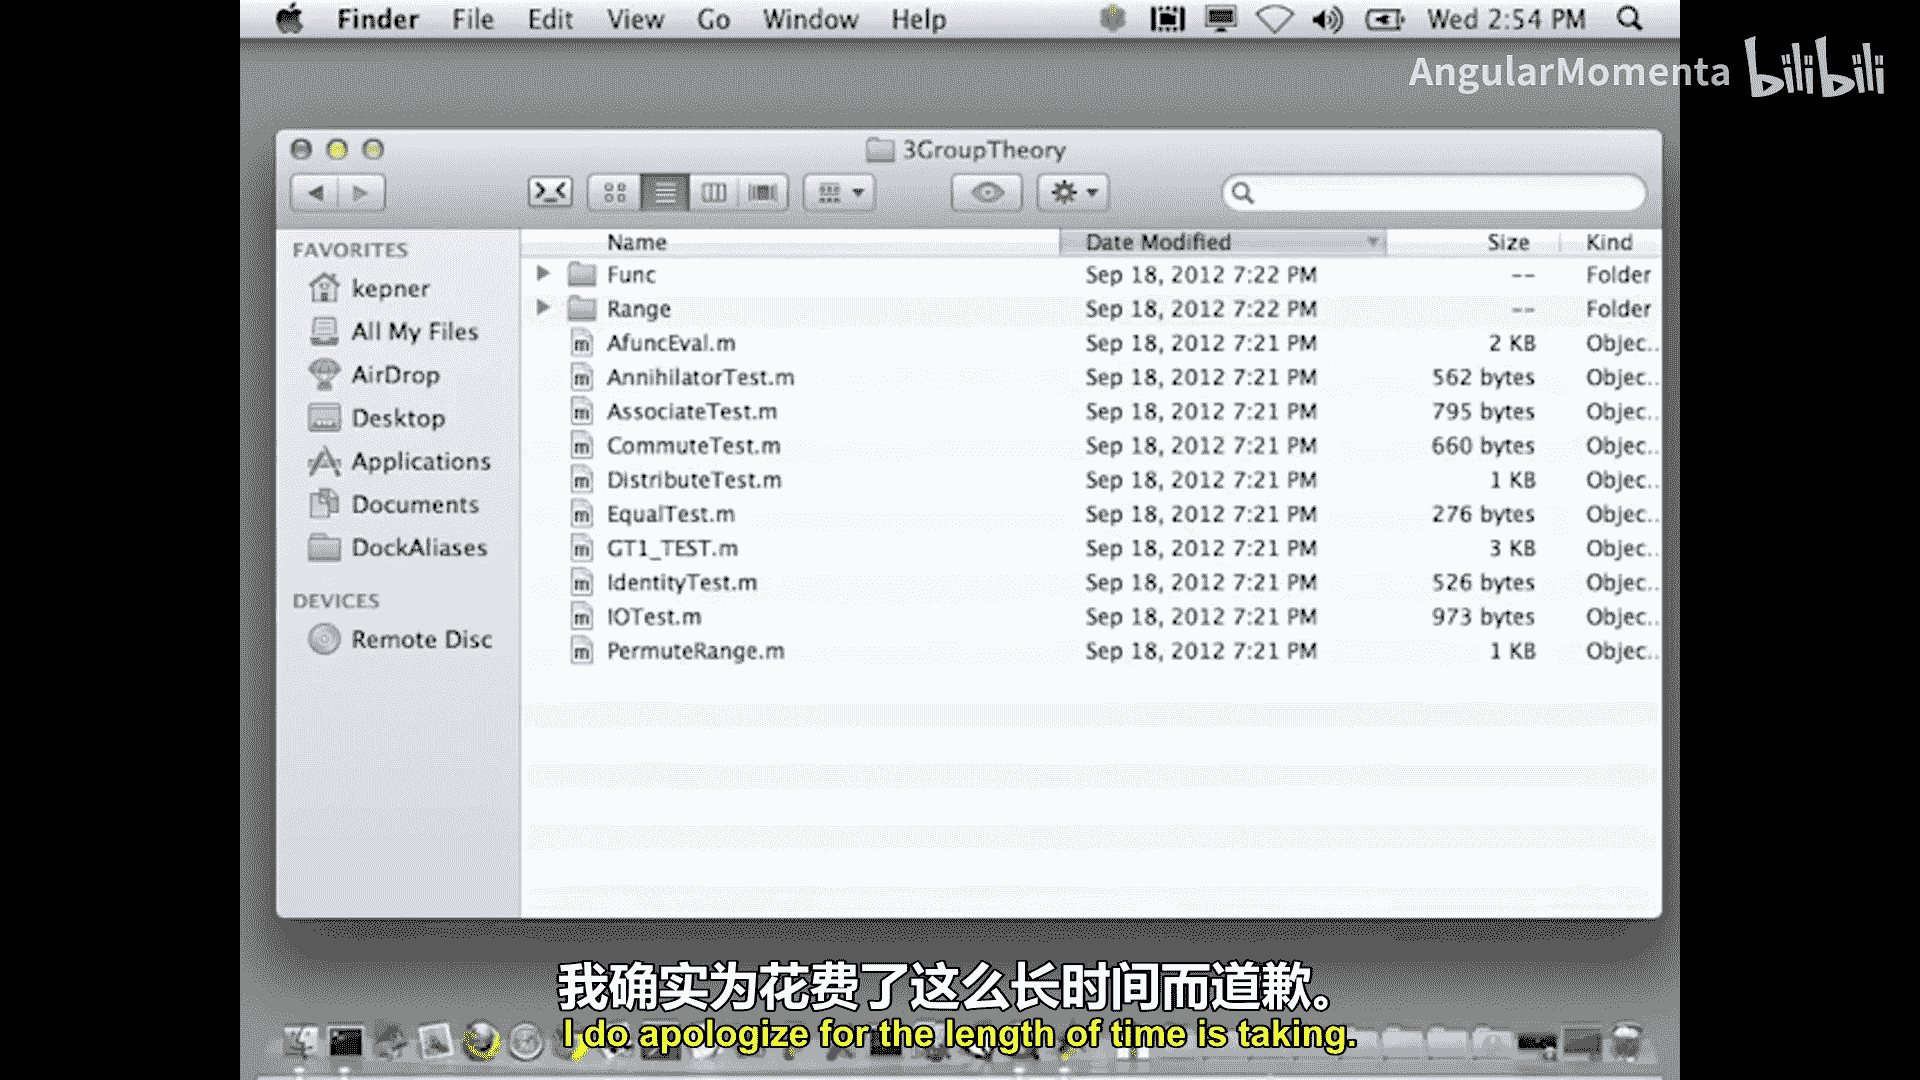 Finder File Edit View Go Window Help Wed 2:54 PM
AngularMomenta bilibili
3GroupTheory
FAVORITES
kepner
All My Files
AirDrop
Desktop
Applications
Documents
DockAliases
DEVICES
Remote Disc
Name Date Modified Size Kind
Func Sep 18, 2012 7:22 PM -- Folder
Range Sep 18, 2012 7:22 PM -- Folder
AfuncEval.m Sep 18, 2012 7:21 PM 2 KB Objec..
AnnihilatorTest.m Sep 18, 2012 7:21 PM 562 bytes Objec..
AssociateTest.m Sep 18, 2012 7:21 PM 795 bytes Objec..
CommuteTest.m Sep 18, 2012 7:21 PM 660 bytes Objec..
DistributeTest.m Sep 18, 2012 7:21 PM 1 KB Objec..
EqualTest.m Sep 18, 2012 7:21 PM 276 bytes Objec..
GT1_TEST.m Sep 18, 2012 7:21 PM 3 KB Objec..
IdentityTest.m Sep 18, 2012 7:21 PM 526 bytes Objec..
IOTest.m Sep 18, 2012 7:21 PM 973 bytes Objec..
PermuteRange.m Sep 18, 2012 7:21 PM 1 KB Objec..
我确实为花费了这么长时间而道歉。
I do apologize for the length of time is taking.